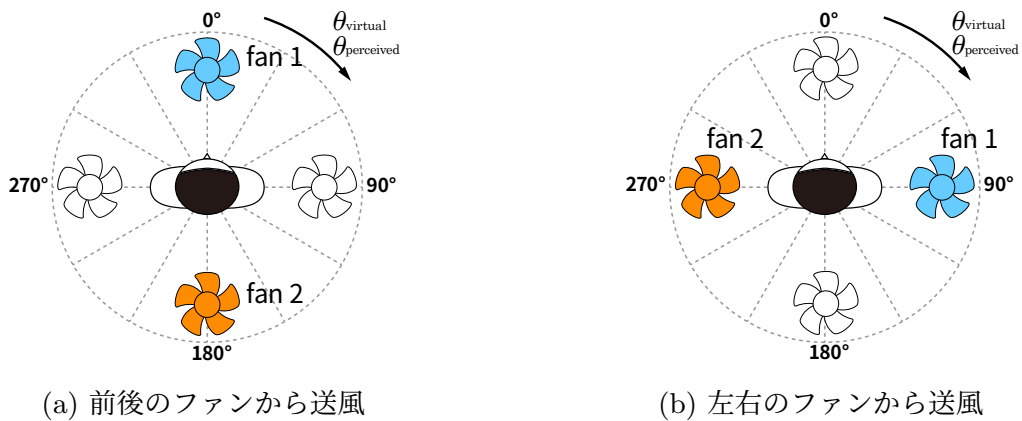 0°
θvirtual
θperceived
fan 1
270°
90°
fan 2
180°
(a) 前後のファンから送風
0°
θvirtual
θperceived
fan 2
fan 1
270°
90°
180°
(b) 左右のファンから送風